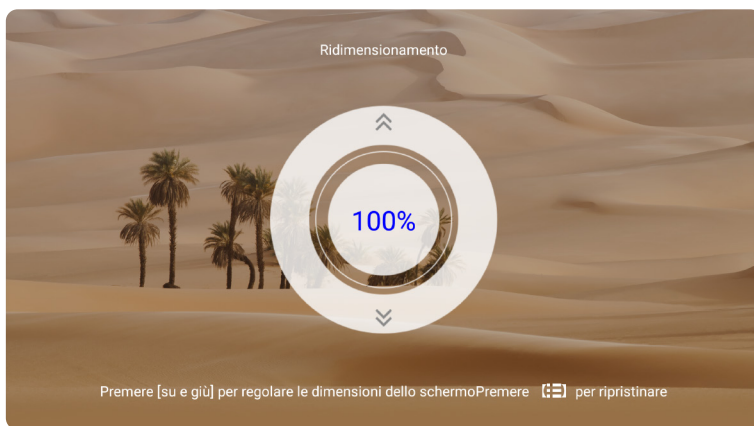 Ridimensionamento
100%
Premere [su e giù] per regolare le dimensioni dello schermoPremere per ripristinare